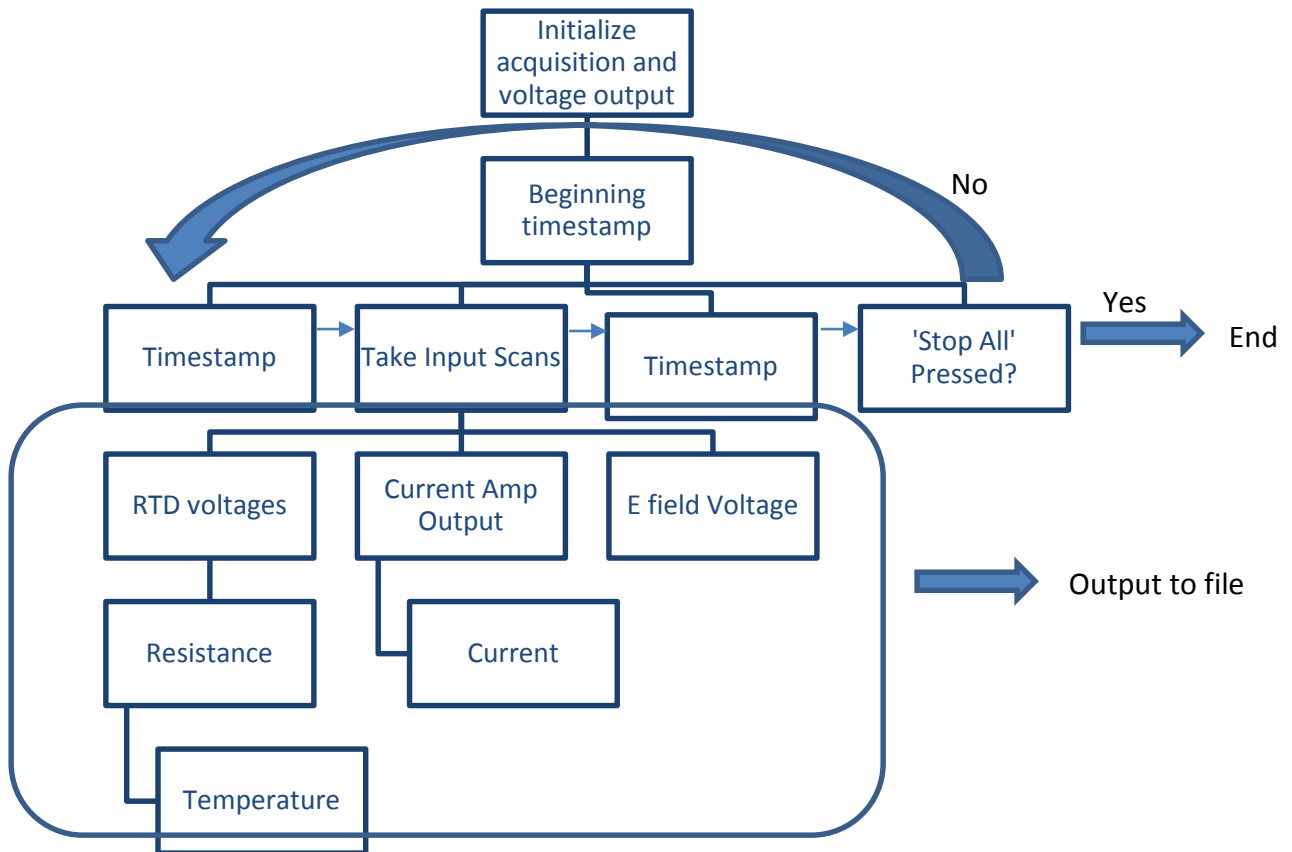 Initialize
acquisition and
voltage output
No
Beginning
timestamp
Yes
End
Timestamp
Take Input Scans
Timestamp
'Stop All'
Pressed?
RTD voltages
Current Amp
Output
E field Voltage
Output to file
Resistance
Current
Temperature